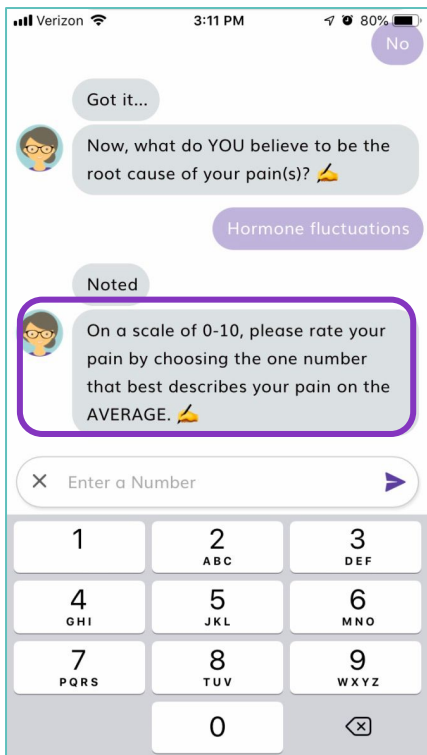 Verizon 3:11 PM 80%
No
Got it...
Now, what do YOU believe to be the
root cause of your pain(s)? ✍️
Hormone fluctuations
Noted
On a scale of 0-10, please rate your
pain by choosing the one number
that best describes your pain on the
AVERAGE. ✍️
Enter a Number
1 2 3
ABC DEF
4 5 6
GHI JKL MNO
7 8 9
PQRS TUV WXYZ
0